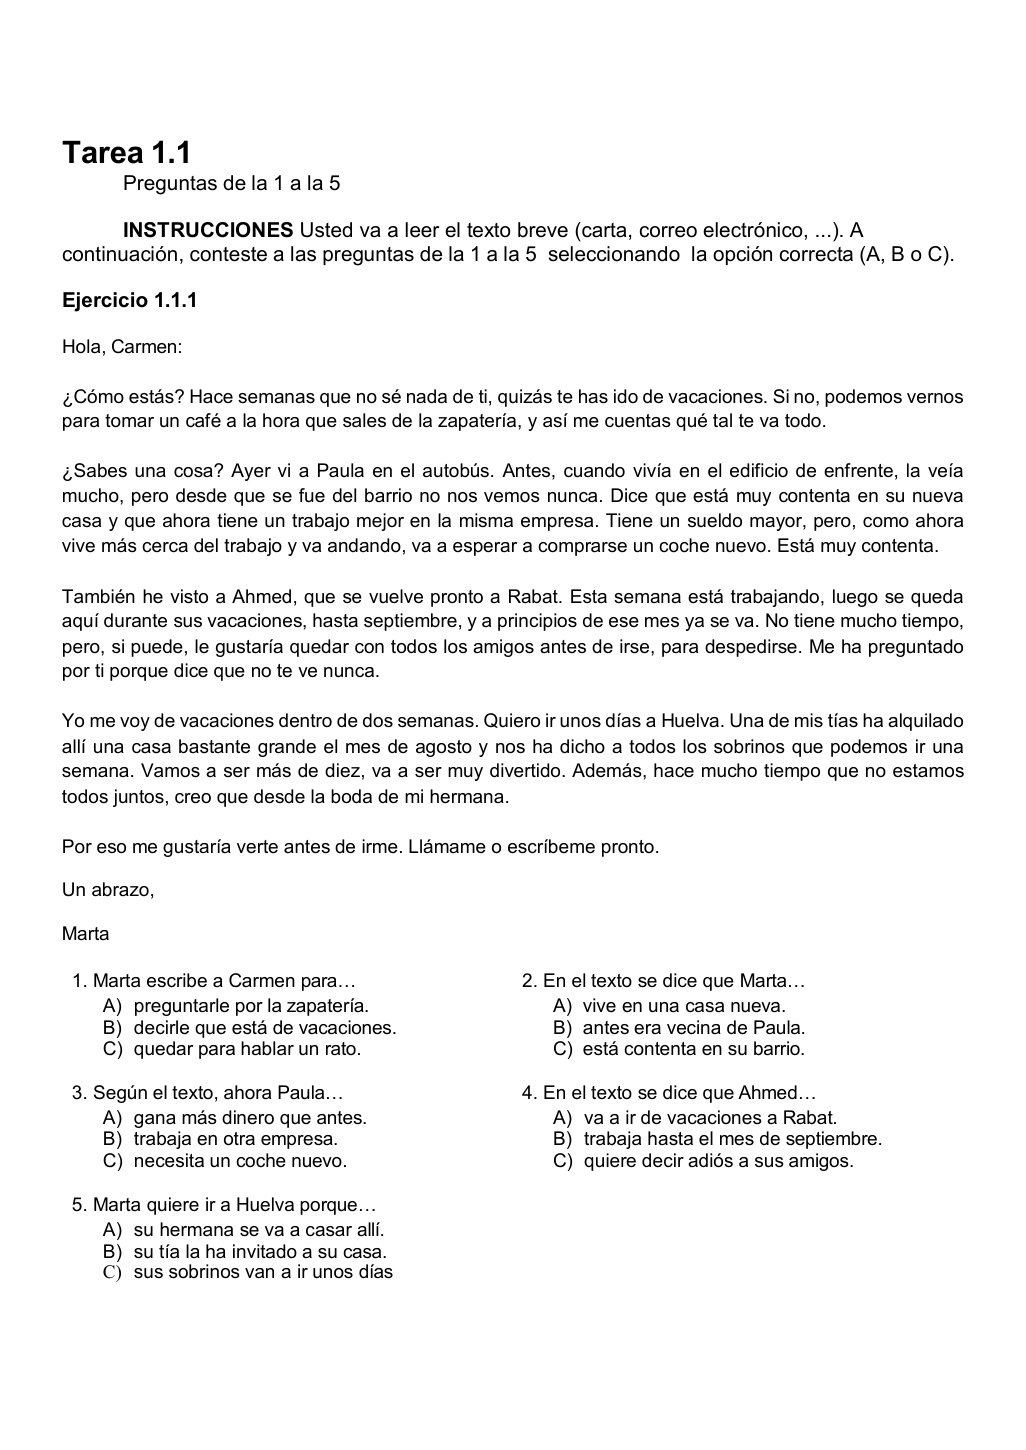 Tarea 1.1
Preguntas de la 1 a la 5
INSTRUCCIONES Usted va a leer el texto breve (carta, correo electrónico, ...). A
continuación, conteste a las preguntas de la 1 a la 5 seleccionando la opción correcta (A, B o C).
Ejercicio 1.1.1
Hola, Carmen:
¿Cómo estás? Hace semanas que no sé nada de ti, quizás te has ido de vacaciones. Si no, podemos vernos
para tomar un café a la hora que sales de la zapatería, y así me cuentas qué tal te va todo.
¿Sabes una cosa? Ayer vi a Paula en el autobús. Antes, cuando vivía en el edificio de enfrente, la veía
mucho, pero desde que se fue del barrio no nos vemos nunca. Dice que está muy contenta en su nueva
casa y que ahora tiene un trabajo mejor en la misma empresa. Tiene un sueldo mayor, pero, como ahora
vive más cerca del trabajo y va andando, va a esperar a comprarse un coche nuevo. Está muy contenta.
También he visto a Ahmed, que se vuelve pronto a Rabat. Esta semana está trabajando, luego se queda
aquí durante sus vacaciones, hasta septiembre, y a principios de ese mes ya se va. No tiene mucho tiempo,
pero, si puede, le gustaría quedar con todos los amigos antes de irse, para despedirse. Me ha preguntado
por ti porque dice que no te ve nunca.
Yo me voy de vacaciones dentro de dos semanas. Quiero ir unos días a Huelva. Una de mis tías ha alquilado
allí una casa bastante grande el mes de agosto y nos ha dicho a todos los sobrinos que podemos ir una
semana. Vamos a ser más de diez, va a ser muy divertido. Además, hace mucho tiempo que no estamos
todos juntos, creo que desde la boda de mi hermana.
Por eso me gustaría verte antes de irme. Llámame o escríbeme pronto.
Un abrazo,
Marta
1. Marta escribe a Carmen para…
A) preguntarle por la zapatería.
B) decirle que está de vacaciones.
C) quedar para hablar un rato.
2. En el texto se dice que Marta…
A) vive en una casa nueva.
B) antes era vecina de Paula.
C) está contenta en su barrio.
3. Según el texto, ahora Paula…
A) gana más dinero que antes.
B) trabaja en otra empresa.
C) necesita un coche nuevo.
4. En el texto se dice que Ahmed…
A) va a ir de vacaciones a Rabat.
B) trabaja hasta el mes de septiembre.
C) quiere decir adiós a sus amigos.
5. Marta quiere ir a Huelva porque…
A) su hermana se va a casar allí.
B) su tía la ha invitado a su casa.
C) sus sobrinos van a ir unos días